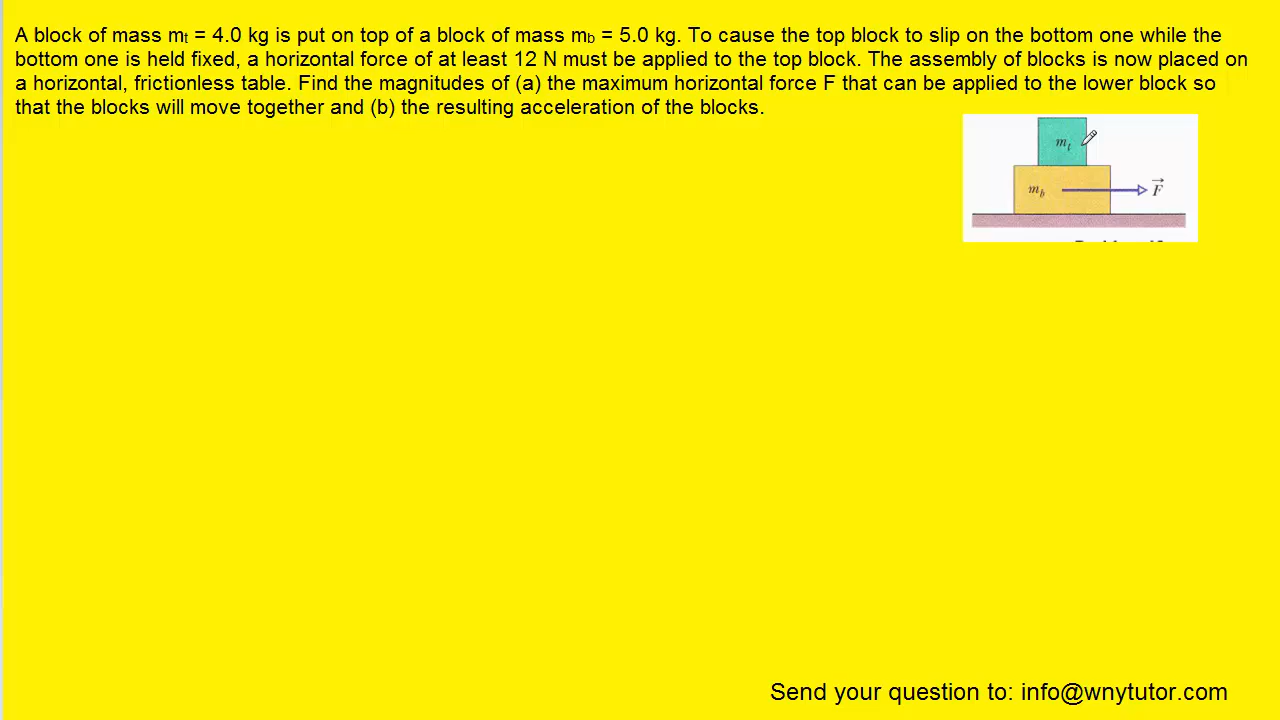 A block of mass mt = 4.0 kg is put on top of a block of mass mb = 5.0 kg. To cause the top block to slip on the bottom one while the
bottom one is held fixed, a horizontal force of at least 12 N must be applied to the top block. The assembly of blocks is now placed on
a horizontal, frictionless table. Find the magnitudes of (a) the maximum horizontal force F that can be applied to the lower block so
that the blocks will move together and (b) the resulting acceleration of the blocks.
mt
mb
F
Send your question to: info@wnytutor.com